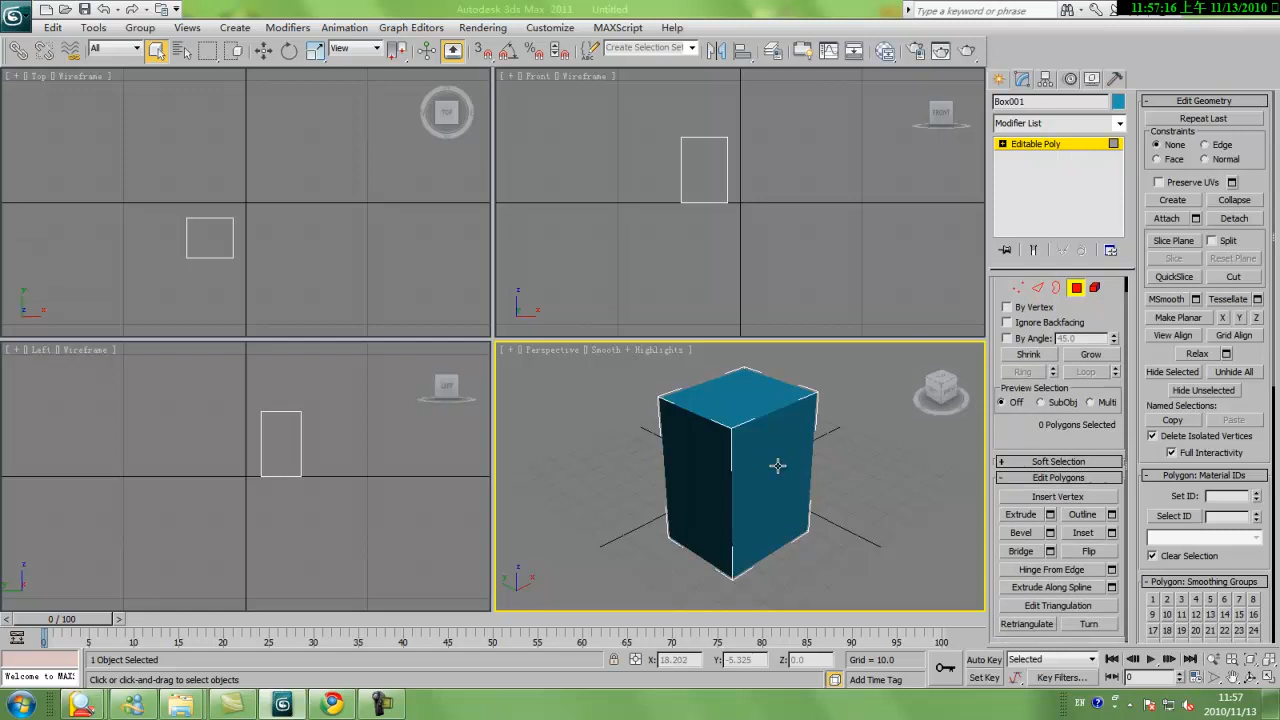 Autodesk 3ds Max 2011 Untitled
Type a keyword or phrase
11:57:16 上午 11/13/2010
Edit Tools Group Views Create Modifiers Animation Graph Editors Rendering Customize MAXScript Help
All View 3 Create Selection Set
[ + ] [ Top ] [ Wireframe ]
TOP
[ + ] [ Front ] [ Wireframe ]
FRONT
[ + ] [ Left ] [ Wireframe ]
LEFT
[ + ] [ Perspective ] [ Smooth + Highlights ]
Box001
Modifier List
Editable Poly
By Vertex
Ignore Backfacing
By Angle: 45.0
Shrink Grow
Ring Loop
Preview Selection
Off SubObj Multi
0 Polygons Selected
+ Soft Selection
- Edit Polygons
Insert Vertex
Extrude Outline
Bevel Inset
Bridge Flip
Hinge From Edge
Extrude Along Spline
Edit Triangulation
Retriangulate Turn
- Edit Geometry
Repeat Last
Constraints
None Edge
Face Normal
Preserve UVs
Create Collapse
Attach Detach
Slice Plane Split
Slice Reset Plane
QuickSlice Cut
MSmooth Tessellate
Make Planar X Y Z
View Align Grid Align
Relax
Hide Selected Unhide All
Hide Unselected
Named Selections:
Copy Paste
Delete Isolated Vertices
Full Interactivity
- Polygon: Material IDs
Set ID:
Select ID
Clear Selection
- Polygon: Smoothing Groups
1 2 3 4 5 6 7 8
9 10 11 12 13 14 15 16
17 18 19 20 21 22 23 24
< 0 / 100 >
0 5 10 15 20 25 30 35 40 45 50 55 60 65 70 75 80 85 90 95 100
1 Object Selected X: 18.202 Y: -5.325 Z: 0.0 Grid = 10.0 Auto Key Selected
Welcome to MAX: Click or click-and-drag to select objects Add Time Tag Set Key Key Filters... 0
EN 11:57
2010/11/13